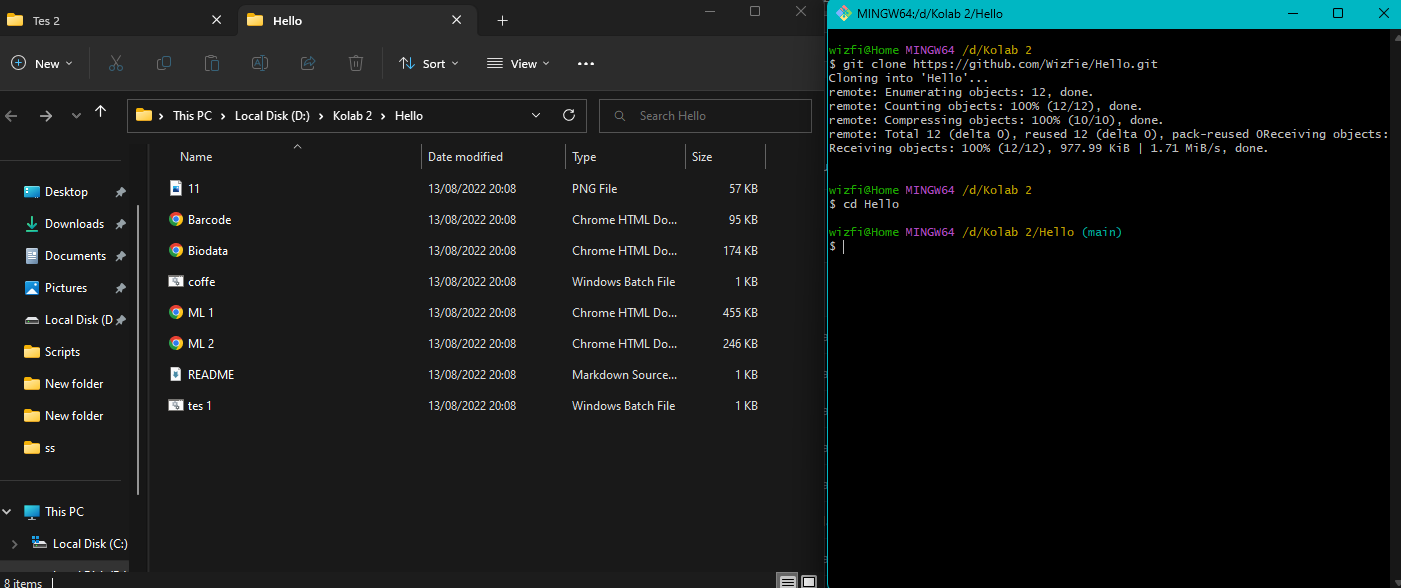 Tes 2
Hello
New
Sort
View
This PC > Local Disk (D:) > Kolab 2 > Hello
Search Hello
Name Date modified Type Size
11 13/08/2022 20:08 PNG File 57 KB
Barcode 13/08/2022 20:08 Chrome HTML Do... 95 KB
Biodata 13/08/2022 20:08 Chrome HTML Do... 174 KB
coffe 13/08/2022 20:08 Windows Batch File 1 KB
ML 1 13/08/2022 20:08 Chrome HTML Do... 455 KB
ML 2 13/08/2022 20:08 Chrome HTML Do... 246 KB
README 13/08/2022 20:08 Markdown Source... 1 KB
tes 1 13/08/2022 20:08 Windows Batch File 1 KB
Desktop
Downloads
Documents
Pictures
Local Disk (D
Scripts
New folder
New folder
ss
This PC
Local Disk (C:)
8 items
MINGW64:/d/Kolab 2/Hello
wizfi@Home MINGW64 /d/Kolab 2
$ git clone https://github.com/Wizfie/Hello.git
Cloning into 'Hello'...
remote: Enumerating objects: 12, done.
remote: Counting objects: 100% (12/12), done.
remote: Compressing objects: 100% (10/10), done.
remote: Total 12 (delta 0), reused 12 (delta 0), pack-reused 0Receiving objects:
Receiving objects: 100% (12/12), 977.99 KiB | 1.71 MiB/s, done.
wizfi@Home MINGW64 /d/Kolab 2
$ cd Hello
wizfi@Home MINGW64 /d/Kolab 2/Hello (main)
$